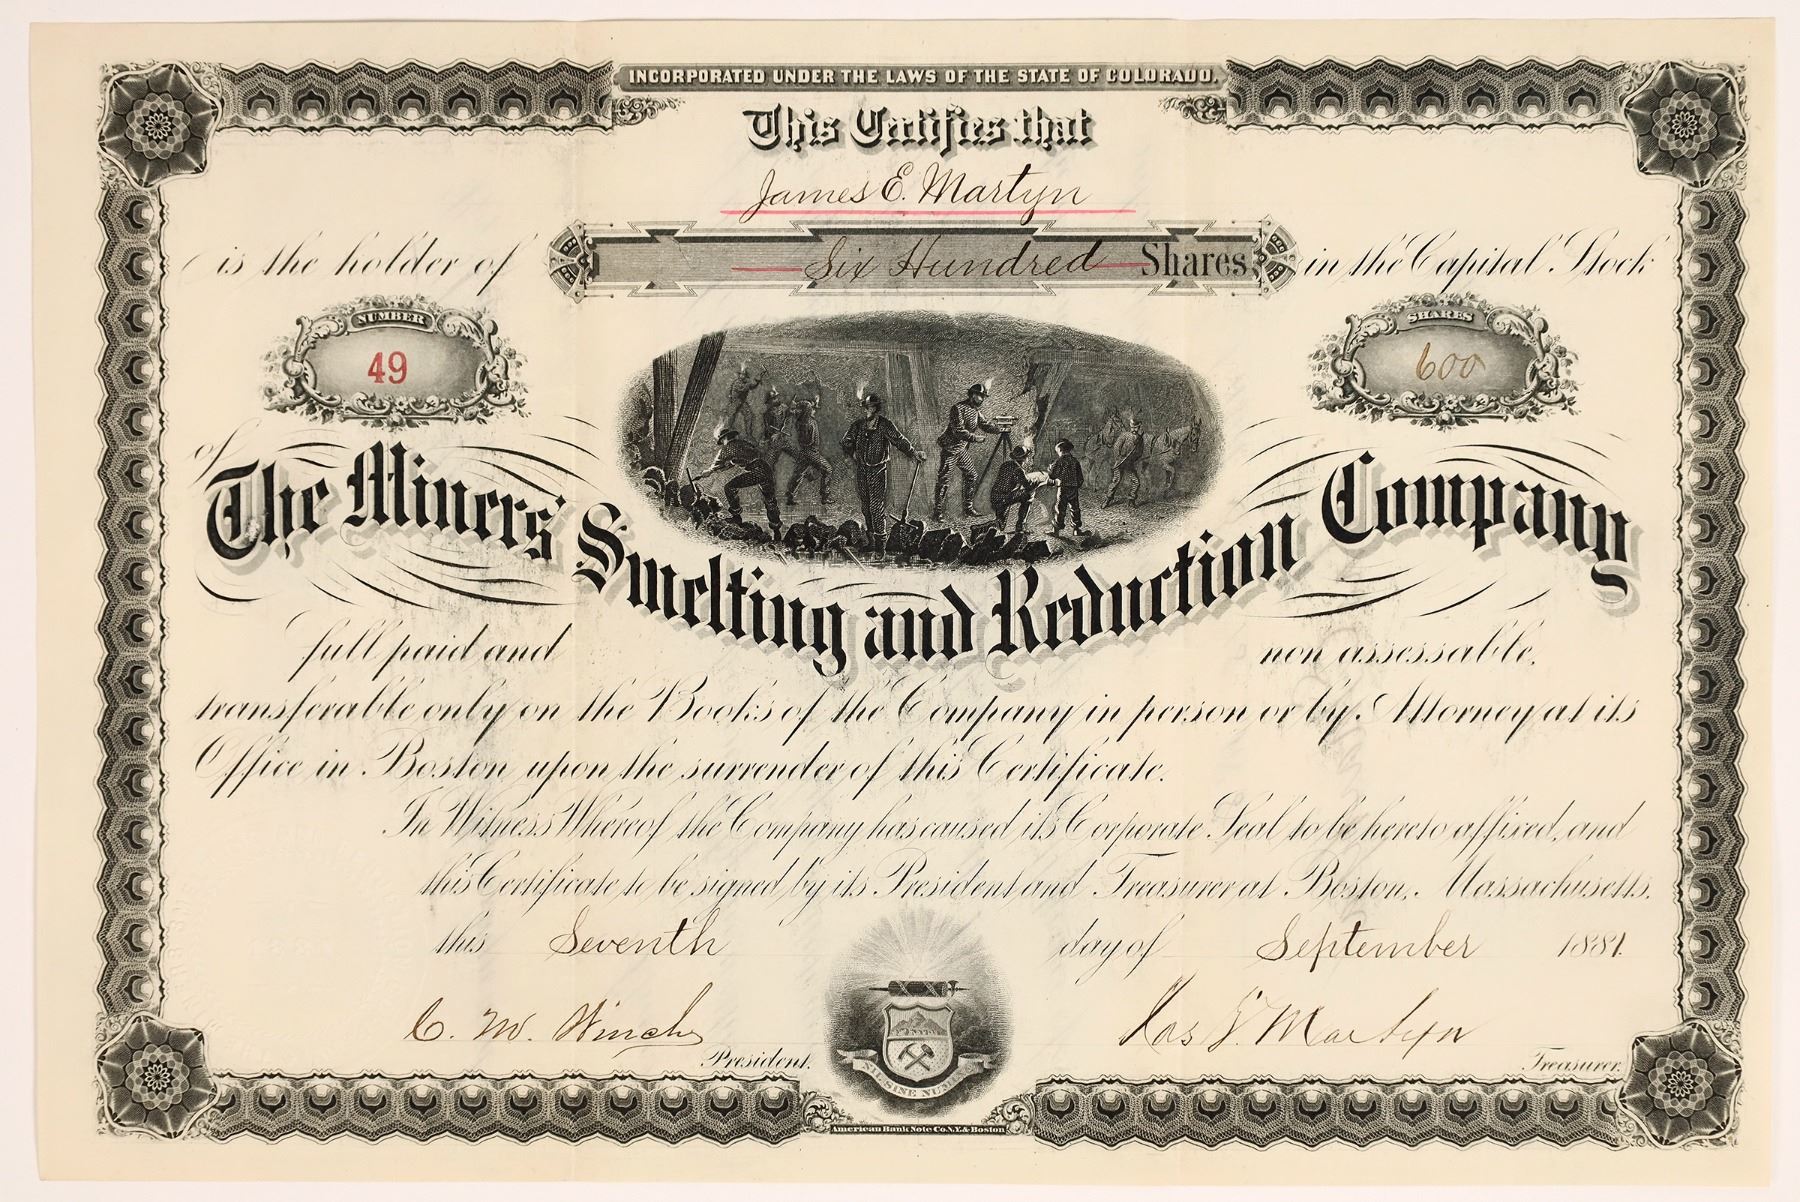 INCORPORATED UNDER THE LAWS OF THE STATE OF COLORADO.
This Certifies that
James E. Martyn
is the holder of Six Hundred Shares in the Capital Stock
NUMBER
49
SHARES
600
of
The Miners' Smelting and Reduction Company
full paid and non assessable,
transferable only on the Books of the Company in person or by Attorney at its
Office in Boston upon the surrender of this Certificate.
In Witness Whereof the Company has caused its Corporate Seal to be hereto affixed, and
this Certificate to be signed by its President and Treasurer at Boston, Massachusetts,
this Seventh day of September 1881.
C. W. Winch
President.
J. Martyn
Treasurer.
NIL SINE NUMINE
American Bank Note Co. N.Y. & Boston